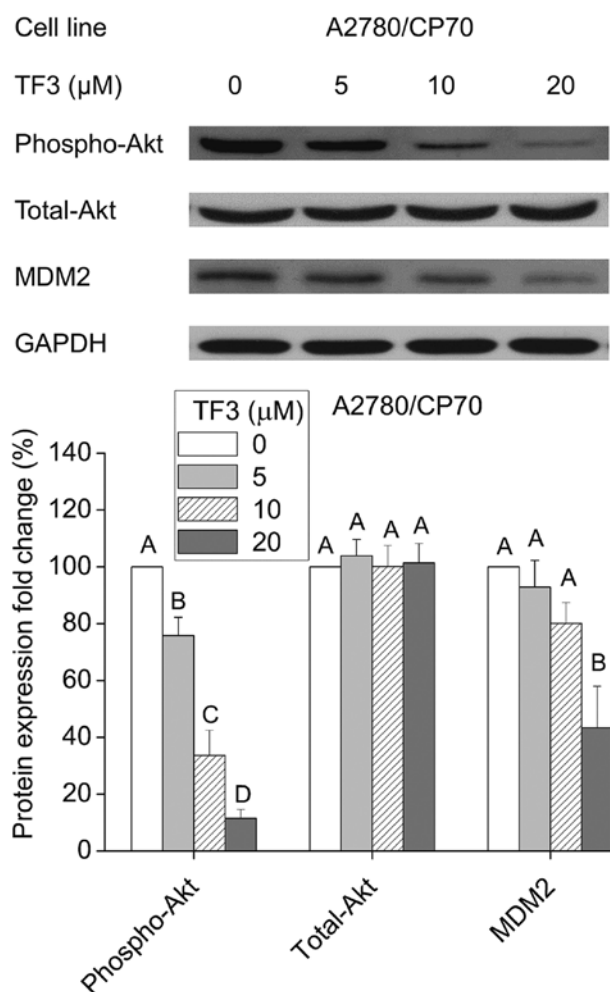 Cell line A2780/CP70
TF3 (μM) 0 5 10 20
Phospho-Akt
Total-Akt
MDM2
GAPDH
TF3 (μM)
0
5
10
20
A2780/CP70
Protein expression fold change (%)
140
120
100
80
60
40
20
0
A B C D
A A A A
A A A B
Phospho-Akt
Total-Akt
MDM2